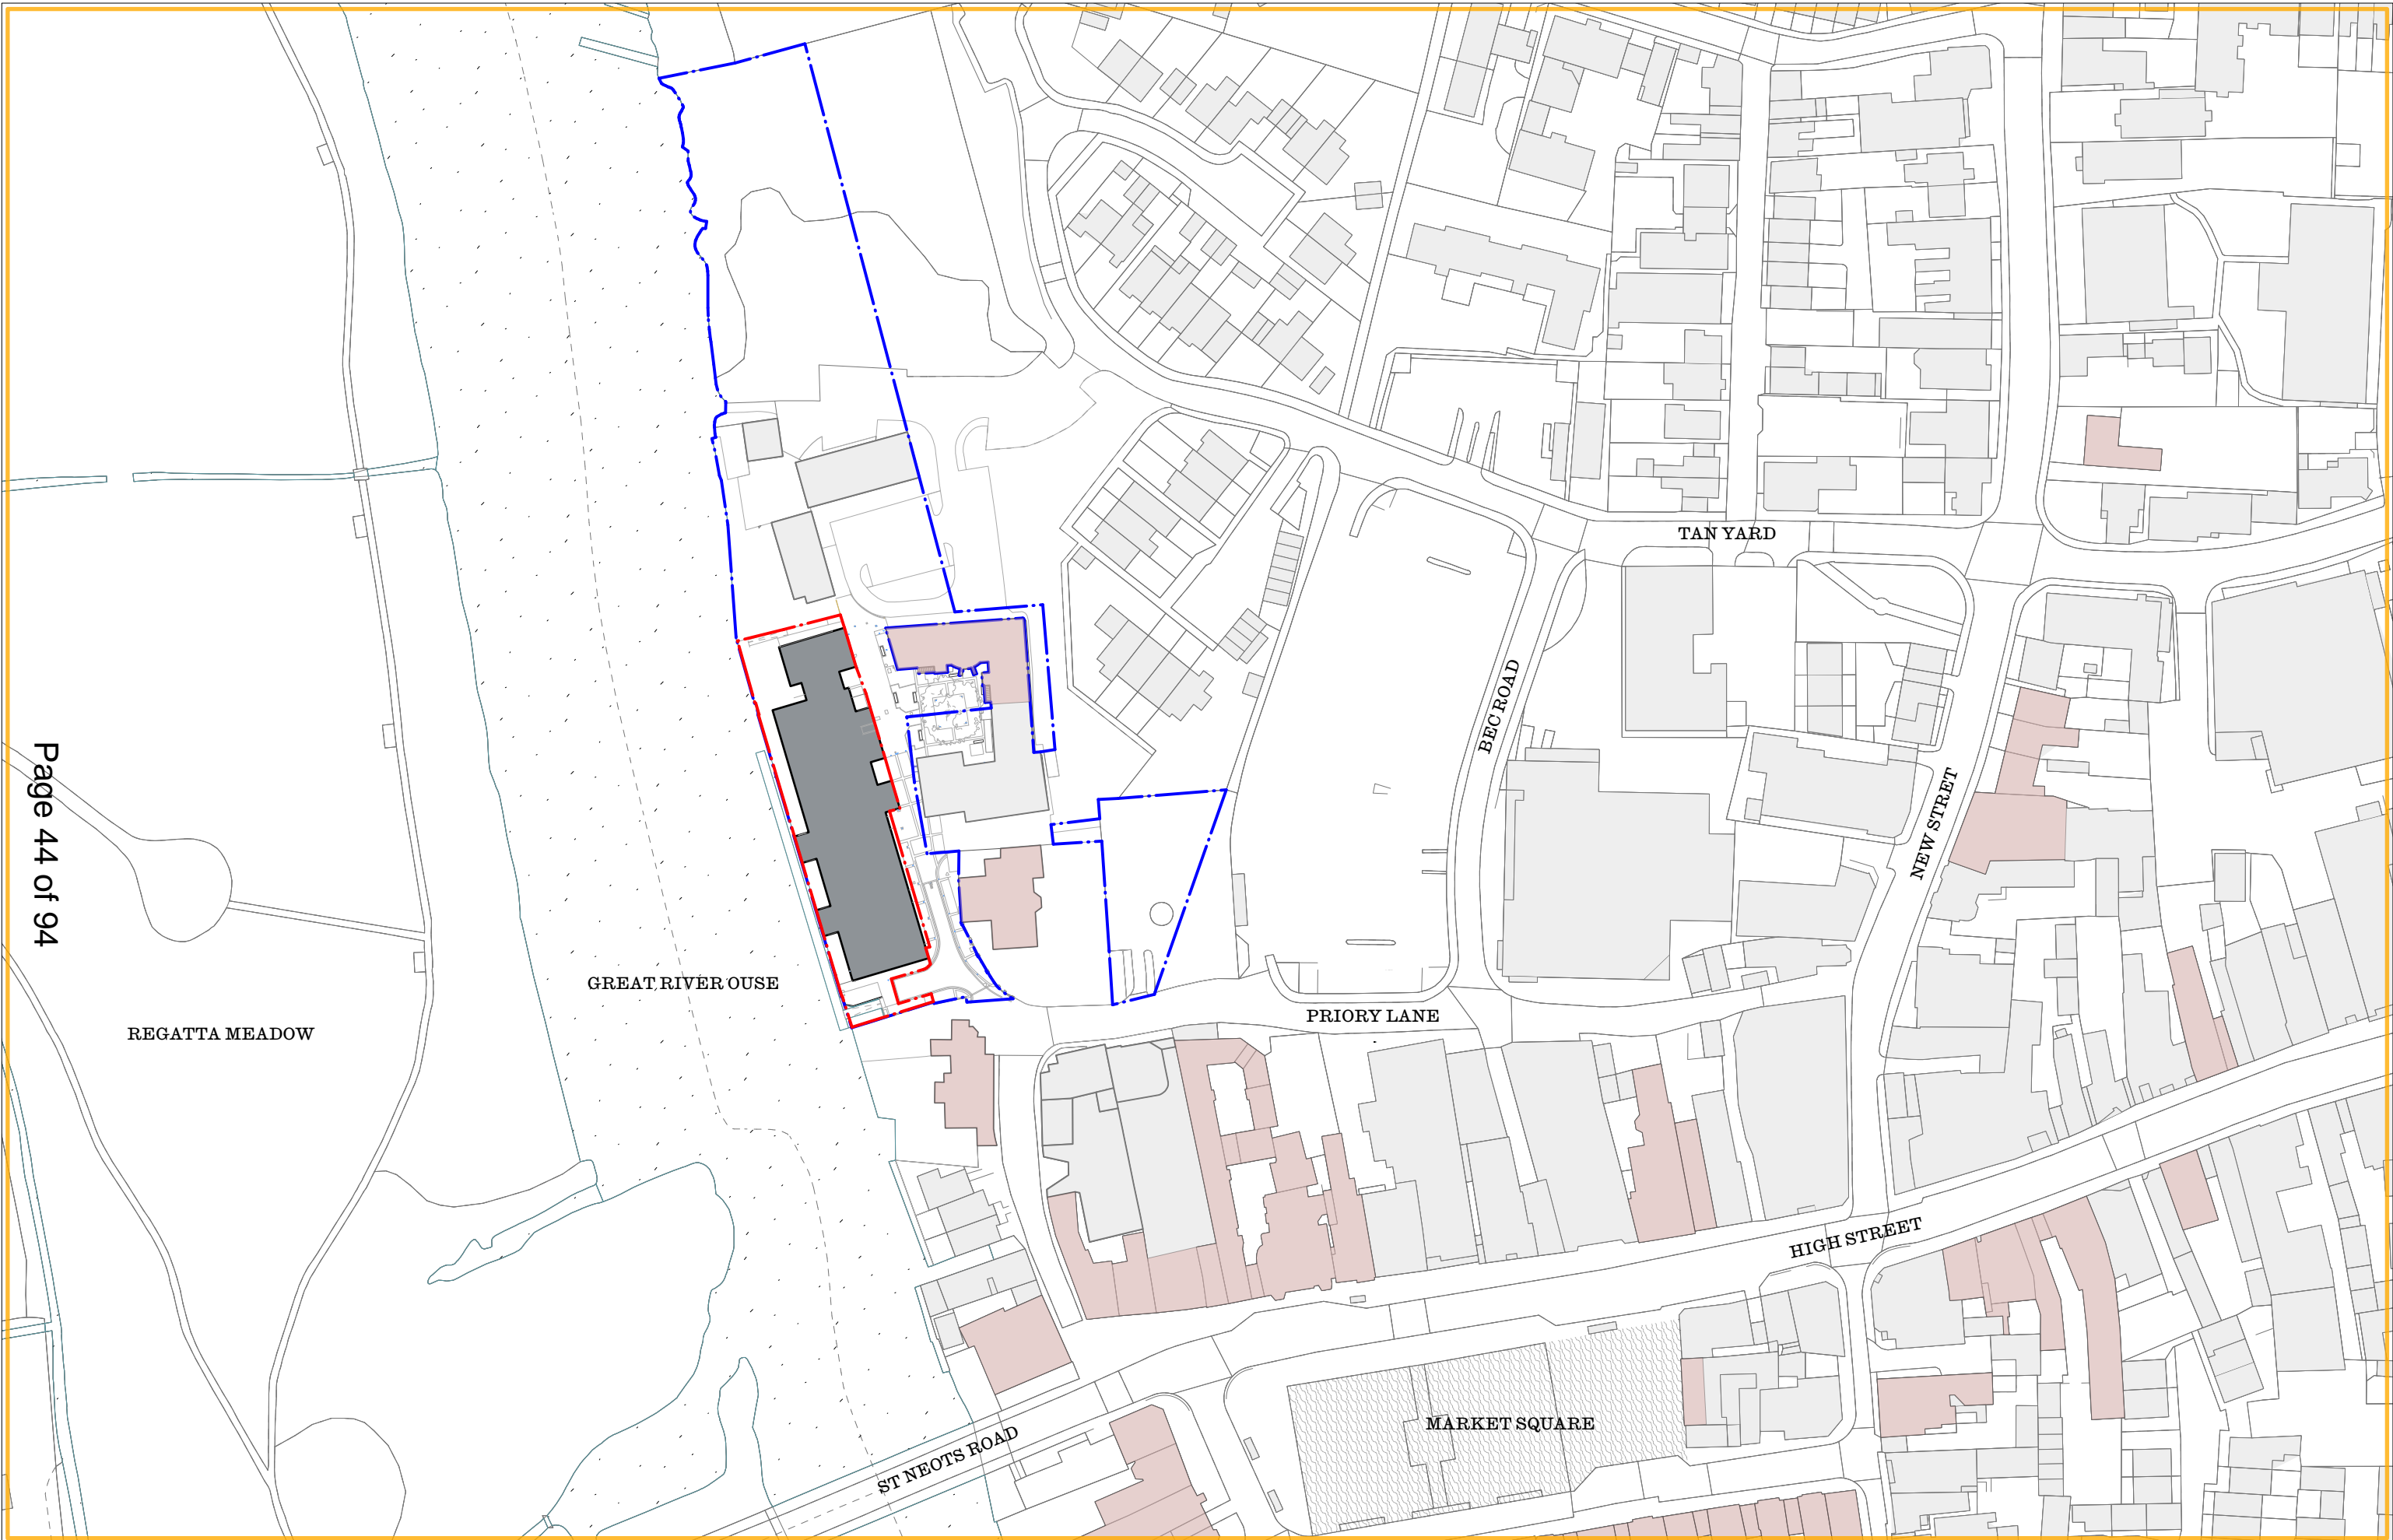 TAN YARD
BEC ROAD
NEW STREET
Page 44 of 94
GREAT RIVER OUSE
PRIORY LANE
REGATTA MEADOW
HIGH STREET
MARKET SQUARE
ST NEOTS ROAD